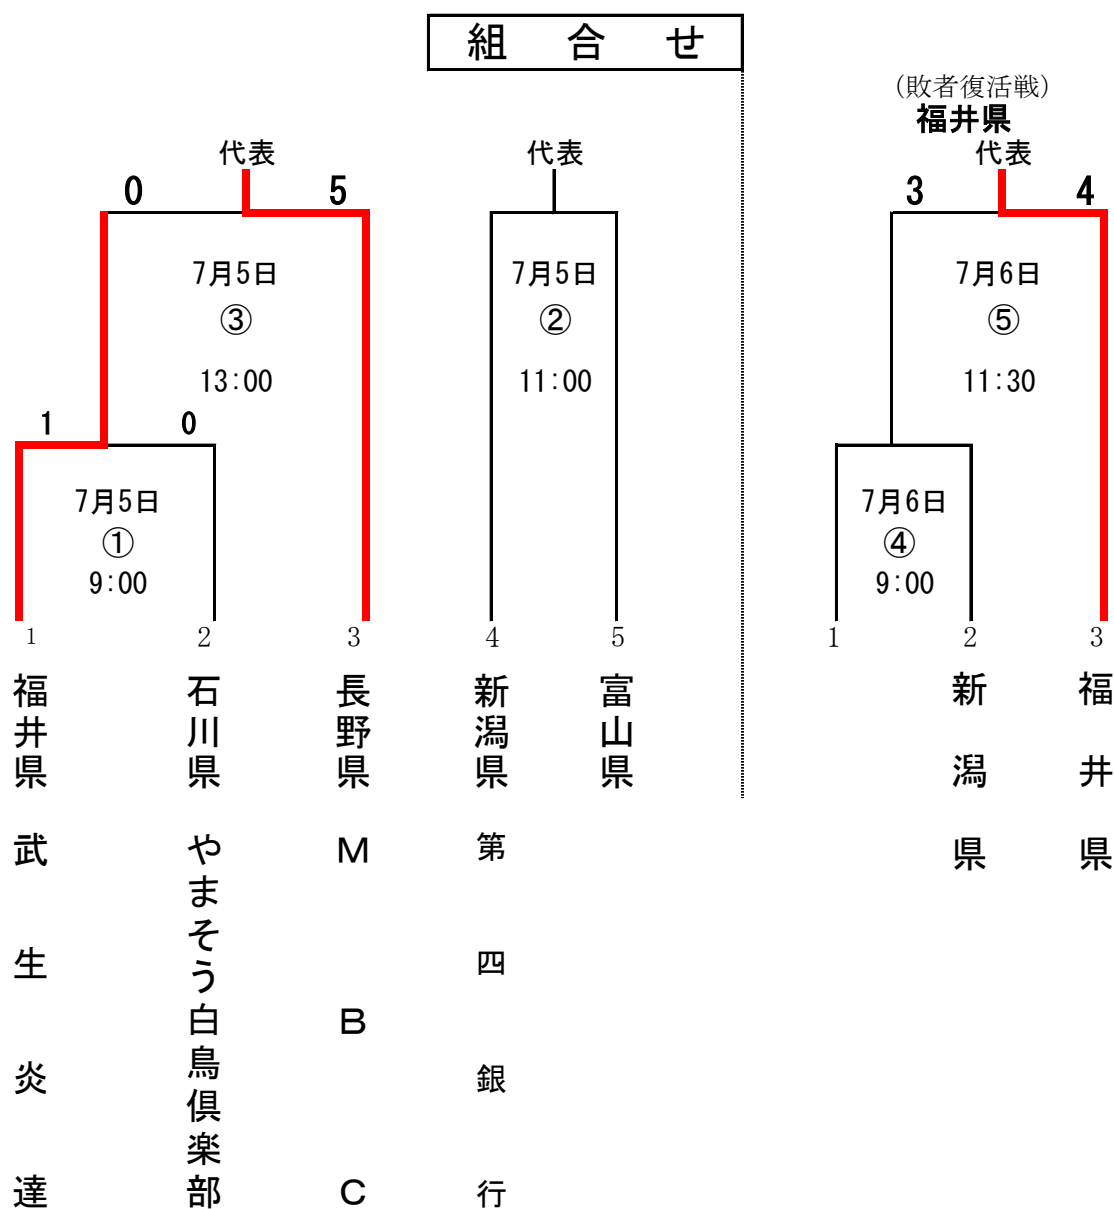 組合せ
(敗者復活戦)
福井県
代表
代表
代表
0 5
3 4
7月5日
③
13:00
7月5日
②
11:00
7月6日
⑤
11:30
1 0
7月5日
①
9:00
7月6日
④
9:00
1 2 3 4 5
1 2 3
福井県
石川県
長野県
新潟県
富山県
新潟県
福井県
武生炎達
やまそう白鳥倶楽部
MBC
第四銀行